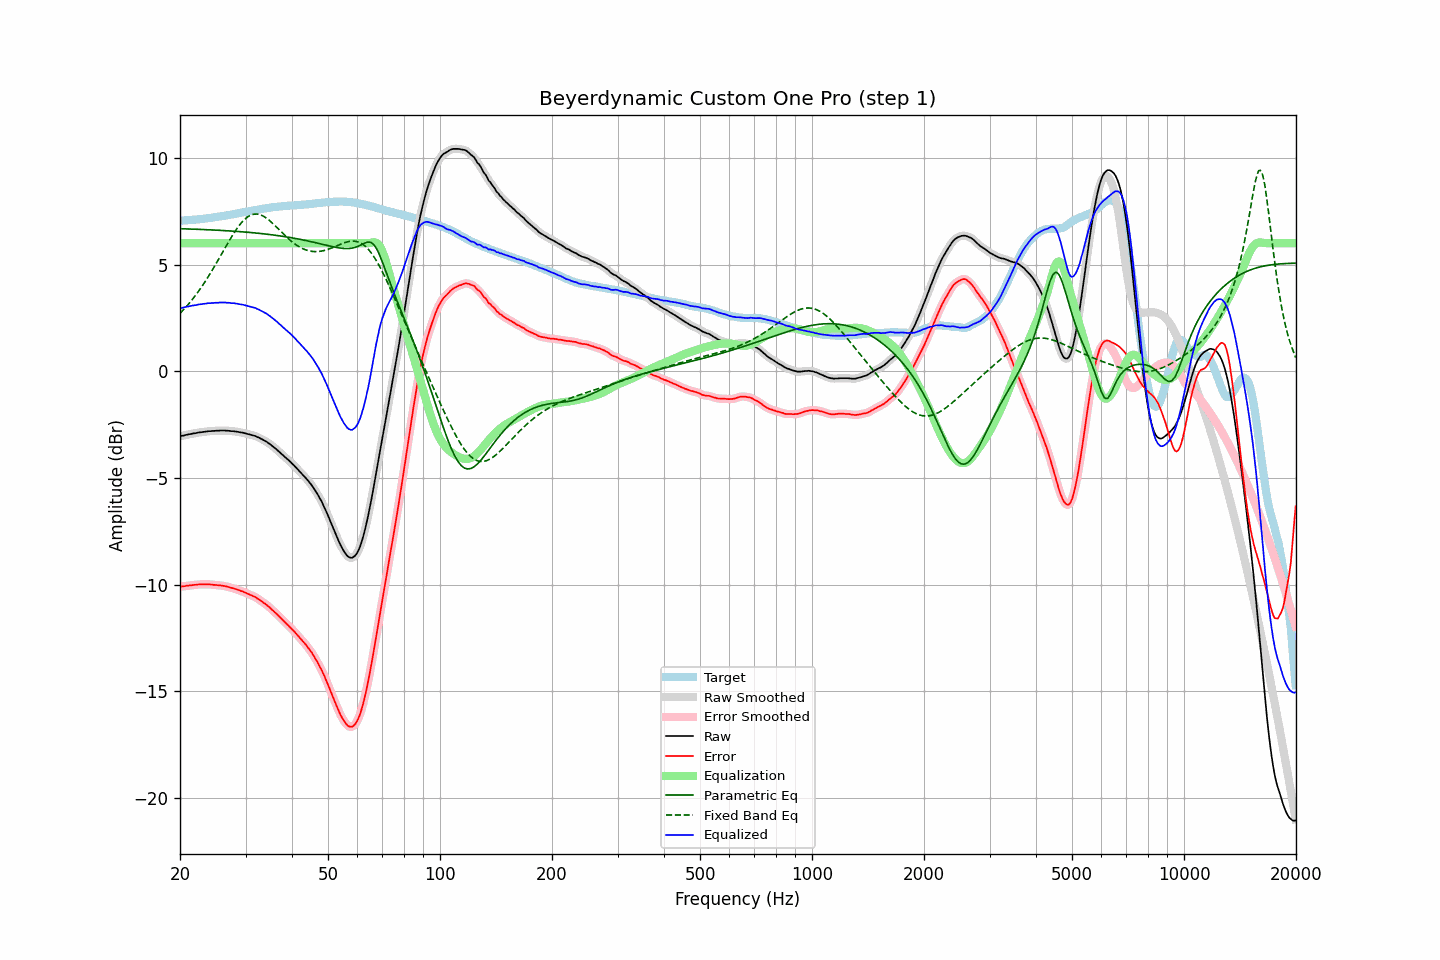 Beyerdynamic Custom One Pro (step 1)
Amplitude (dBr)
10
5
0
−5
−10
−15
−20
Target
Raw Smoothed
Error Smoothed
Raw
Error
Equalization
Parametric Eq
Fixed Band Eq
Equalized
20 50 100 200 500 1000 2000 5000 10000 20000
Frequency (Hz)